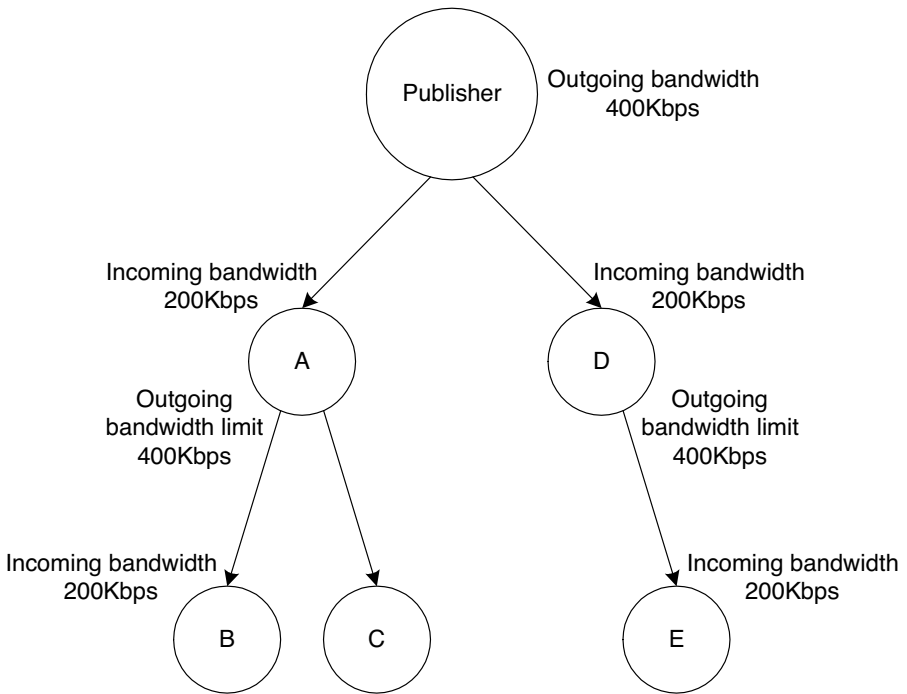 Publisher
Outgoing bandwidth
400Kbps
Incoming bandwidth
200Kbps
Incoming bandwidth
200Kbps
A
D
Outgoing
bandwidth limit
400Kbps
Outgoing
bandwidth limit
400Kbps
Incoming bandwidth
200Kbps
Incoming bandwidth
200Kbps
B
C
E